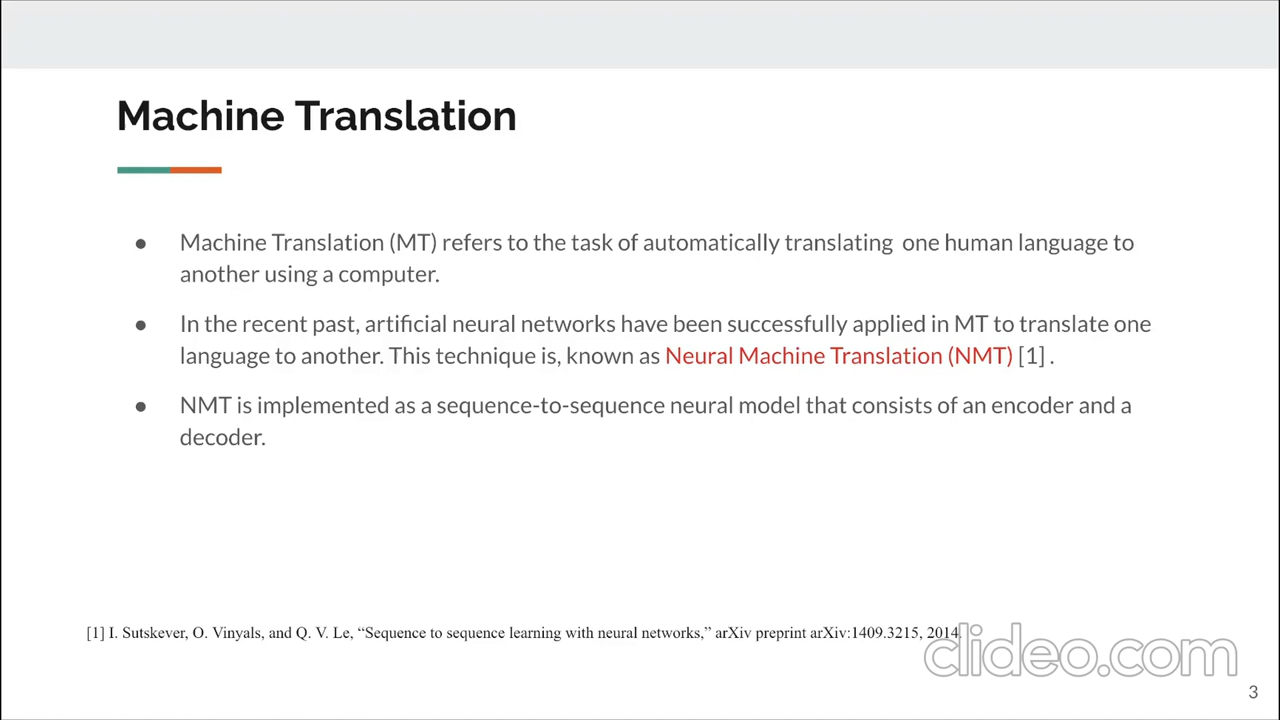 Machine Translation
● Machine Translation (MT) refers to the task of automatically translating one human language to
another using a computer.
● In the recent past, artificial neural networks have been successfully applied in MT to translate one
language to another. This technique is, known as Neural Machine Translation (NMT) [1] .
● NMT is implemented as a sequence-to-sequence neural model that consists of an encoder and a
decoder.
[1] I. Sutskever, O. Vinyals, and Q. V. Le, “Sequence to sequence learning with neural networks,” arXiv preprint arXiv:1409.3215, 2014.
clideo.com
3